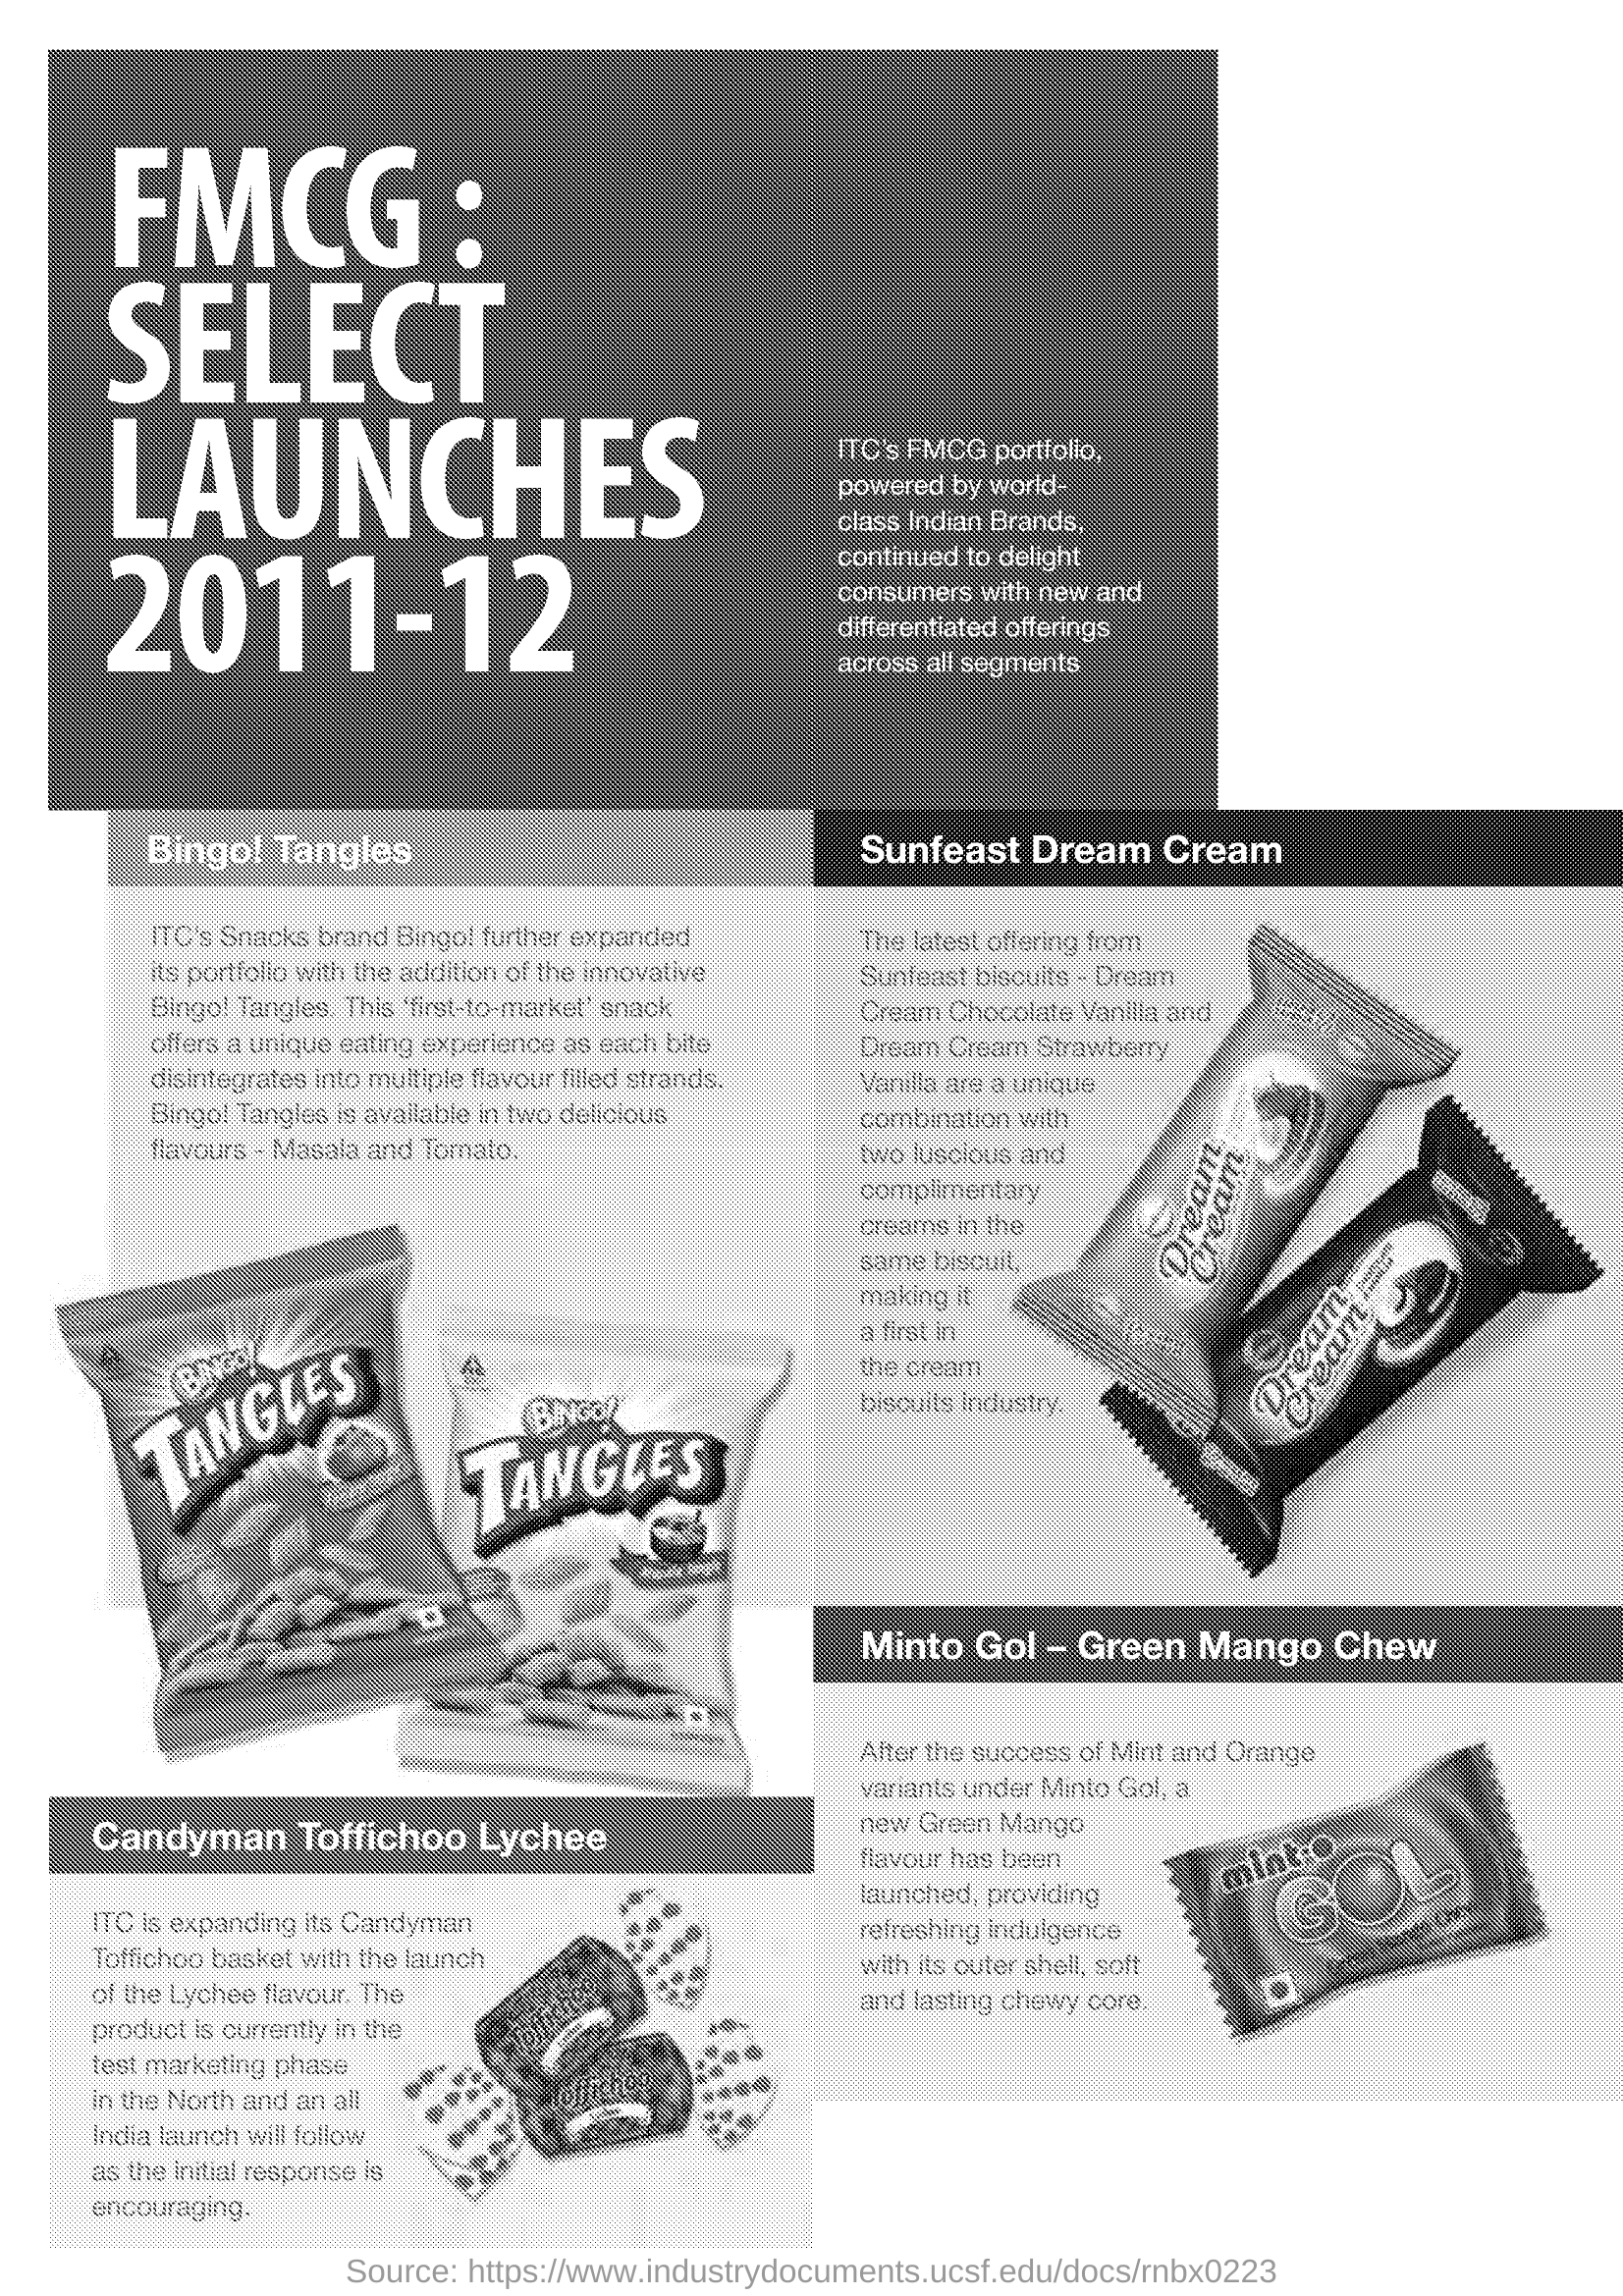 FMCG :
SELECT
LAUNCHES
2011-12
ITC's FMCG portfolio,
powered by world-
class Indian Brands,
continued to delight
consumers with new and
differentiated offerings
across all segments
Bingo! Tangles
ITC's Snacks brand Bingo! further expanded
its portfolio with the addition of the innovative
Bingo! Tangles. This 'first-to-market' snack
offers a unique eating experience as each bite
disintegrates into multiple flavour filled strands.
Bingo! Tangles is available in two delicious
flavours - Masala and Tomato.
BINGO!
TANGLES
BINGO!
TANGLES
Sunfeast Dream Cream
The latest offering from
Sunfeast biscuits - Dream
Cream Chocolate Vanilla and
Dream Cream Strawberry
Vanilla are a unique
combination with
two luscious and
complimentary
creams in the
same biscuit,
making it
a first in
the cream
biscuits industry.
Dream
Cream
Dream
Cream
Minto Gol – Green Mango Chew
After the success of Mint and Orange
variants under Minto Gol, a
new Green Mango
flavour has been
launched, providing
refreshing indulgence
with its outer shell, soft
and lasting chewy core.
minto
GOL
Candyman Toffichoo Lychee
ITC is expanding its Candyman
Toffichoo basket with the launch
of the Lychee flavour. The
product is currently in the
test marketing phase
in the North and an all
India launch will follow
as the initial response is
encouraging.
Toffichoo
Source: https://www.industrydocuments.ucsf.edu/docs/rnbx0223